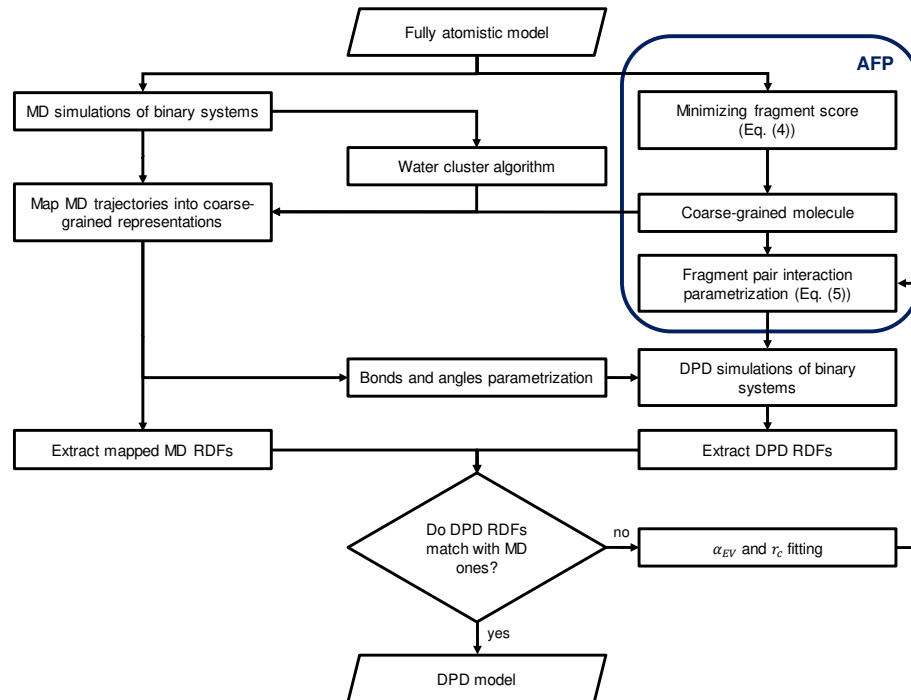 Fully atomistic model
AFP
MD simulations of binary systems
Minimizing fragment score
(Eq. (4))
Water cluster algorithm
Map MD trajectories into coarse-
grained representations
Coarse-grained molecule
Fragment pair interaction
parametrization (Eq. (5))
Bonds and angles parametrization
DPD simulations of binary
systems
Extract mapped MD RDFs
Extract DPD RDFs
Do DPD RDFs
match with MD
ones?
no
α_{EV} and r_c fitting
yes
DPD model